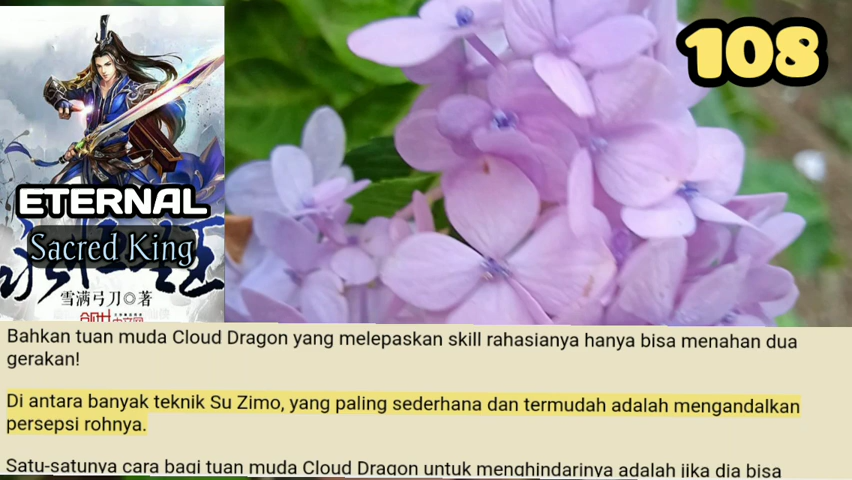 108
ETERNAL
Sacred King
雪满弓刀◎著
Bahkan tuan muda Cloud Dragon yang melepaskan skill rahasianya hanya bisa menahan dua
gerakan!
Di antara banyak teknik Su Zimo, yang paling sederhana dan termudah adalah mengandalkan
persepsi rohnya.
Satu-satunya cara bagi tuan muda Cloud Dragon untuk menghindarinya adalah jika dia bisa